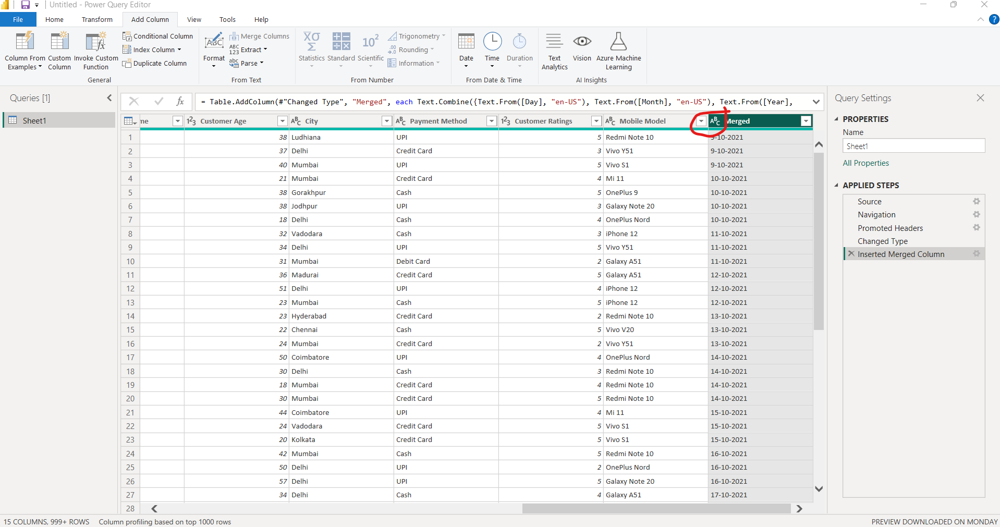 Untitled - Power Query Editor
File Home Transform Add Column View Tools Help
Column From Examples
Custom Column
Invoke Custom Function
Conditional Column
Index Column
Duplicate Column
General
Format
Merge Columns
Extract
Parse
From Text
Statistics
Standard
Scientific
Trigonometry
Rounding
Information
From Number
Date
Time
Duration
From Date & Time
Text Analytics
Vision
Azure Machine Learning
AI Insights
Queries [1]
Sheet1
fx = Table.AddColumn(#"Changed Type", "Merged", each Text.Combine({Text.From([Day], "en-US"), Text.From([Month], "en-US"), Text.From([Year],
me 123 Customer Age ABC City ABC Payment Method 123 Customer Ratings ABC Mobile Model ABC Merged
1 38 Ludhiana UPI 5 Redmi Note 10 9-10-2021
2 37 Delhi Credit Card 3 Vivo Y51 9-10-2021
3 40 Mumbai UPI 5 Vivo S1 9-10-2021
4 21 Mumbai Credit Card 4 Mi 11 10-10-2021
5 38 Gorakhpur Cash 5 OnePlus 9 10-10-2021
6 38 Jodhpur UPI 3 Galaxy Note 20 10-10-2021
7 18 Delhi Cash 4 OnePlus Nord 10-10-2021
8 32 Vadodara Cash 3 iPhone 12 11-10-2021
9 34 Delhi UPI 5 Vivo Y51 11-10-2021
10 31 Mumbai Debit Card 2 Galaxy A51 11-10-2021
11 36 Madurai Credit Card 5 Galaxy A51 12-10-2021
12 51 Delhi UPI 4 iPhone 12 12-10-2021
13 23 Mumbai Cash 5 iPhone 12 12-10-2021
14 23 Hyderabad Credit Card 2 Redmi Note 10 13-10-2021
15 22 Chennai Cash 5 Vivo V20 13-10-2021
16 24 Mumbai Credit Card 2 Vivo Y51 13-10-2021
17 50 Coimbatore UPI 4 OnePlus Nord 14-10-2021
18 30 Delhi Cash 3 Redmi Note 10 14-10-2021
19 18 Mumbai Credit Card 4 Redmi Note 10 14-10-2021
20 30 Mumbai Credit Card 5 Redmi Note 10 14-10-2021
21 44 Coimbatore UPI 4 Mi 11 15-10-2021
22 24 Vadodara Credit Card 5 Vivo S1 15-10-2021
23 20 Kolkata Credit Card 5 Vivo S1 15-10-2021
24 42 Mumbai Cash 5 Redmi Note 10 16-10-2021
25 50 Delhi UPI 2 OnePlus Nord 16-10-2021
26 57 Delhi UPI 5 Galaxy Note 20 16-10-2021
27 34 Delhi Cash 4 Galaxy A51 17-10-2021
28
Query Settings
PROPERTIES
Name
Sheet1
All Properties
APPLIED STEPS
Source
Navigation
Promoted Headers
Changed Type
Inserted Merged Column
15 COLUMNS, 999+ ROWS Column profiling based on top 1000 rows PREVIEW DOWNLOADED ON MONDAY